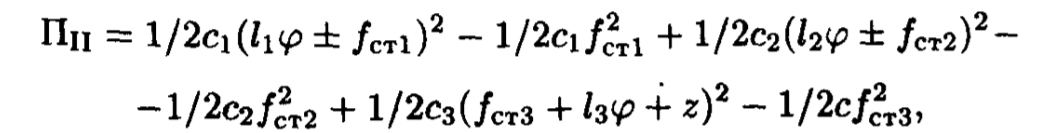 Π_II = 1/2c₁(l₁φ ± f_ст1)² − 1/2c₁f²_ст1 + 1/2c₂(l₂φ ± f_ст2)² −
−1/2c₂f²_ст2 + 1/2c₃(f_ст3 + l₃φ + z)² − 1/2cf²_ст3,